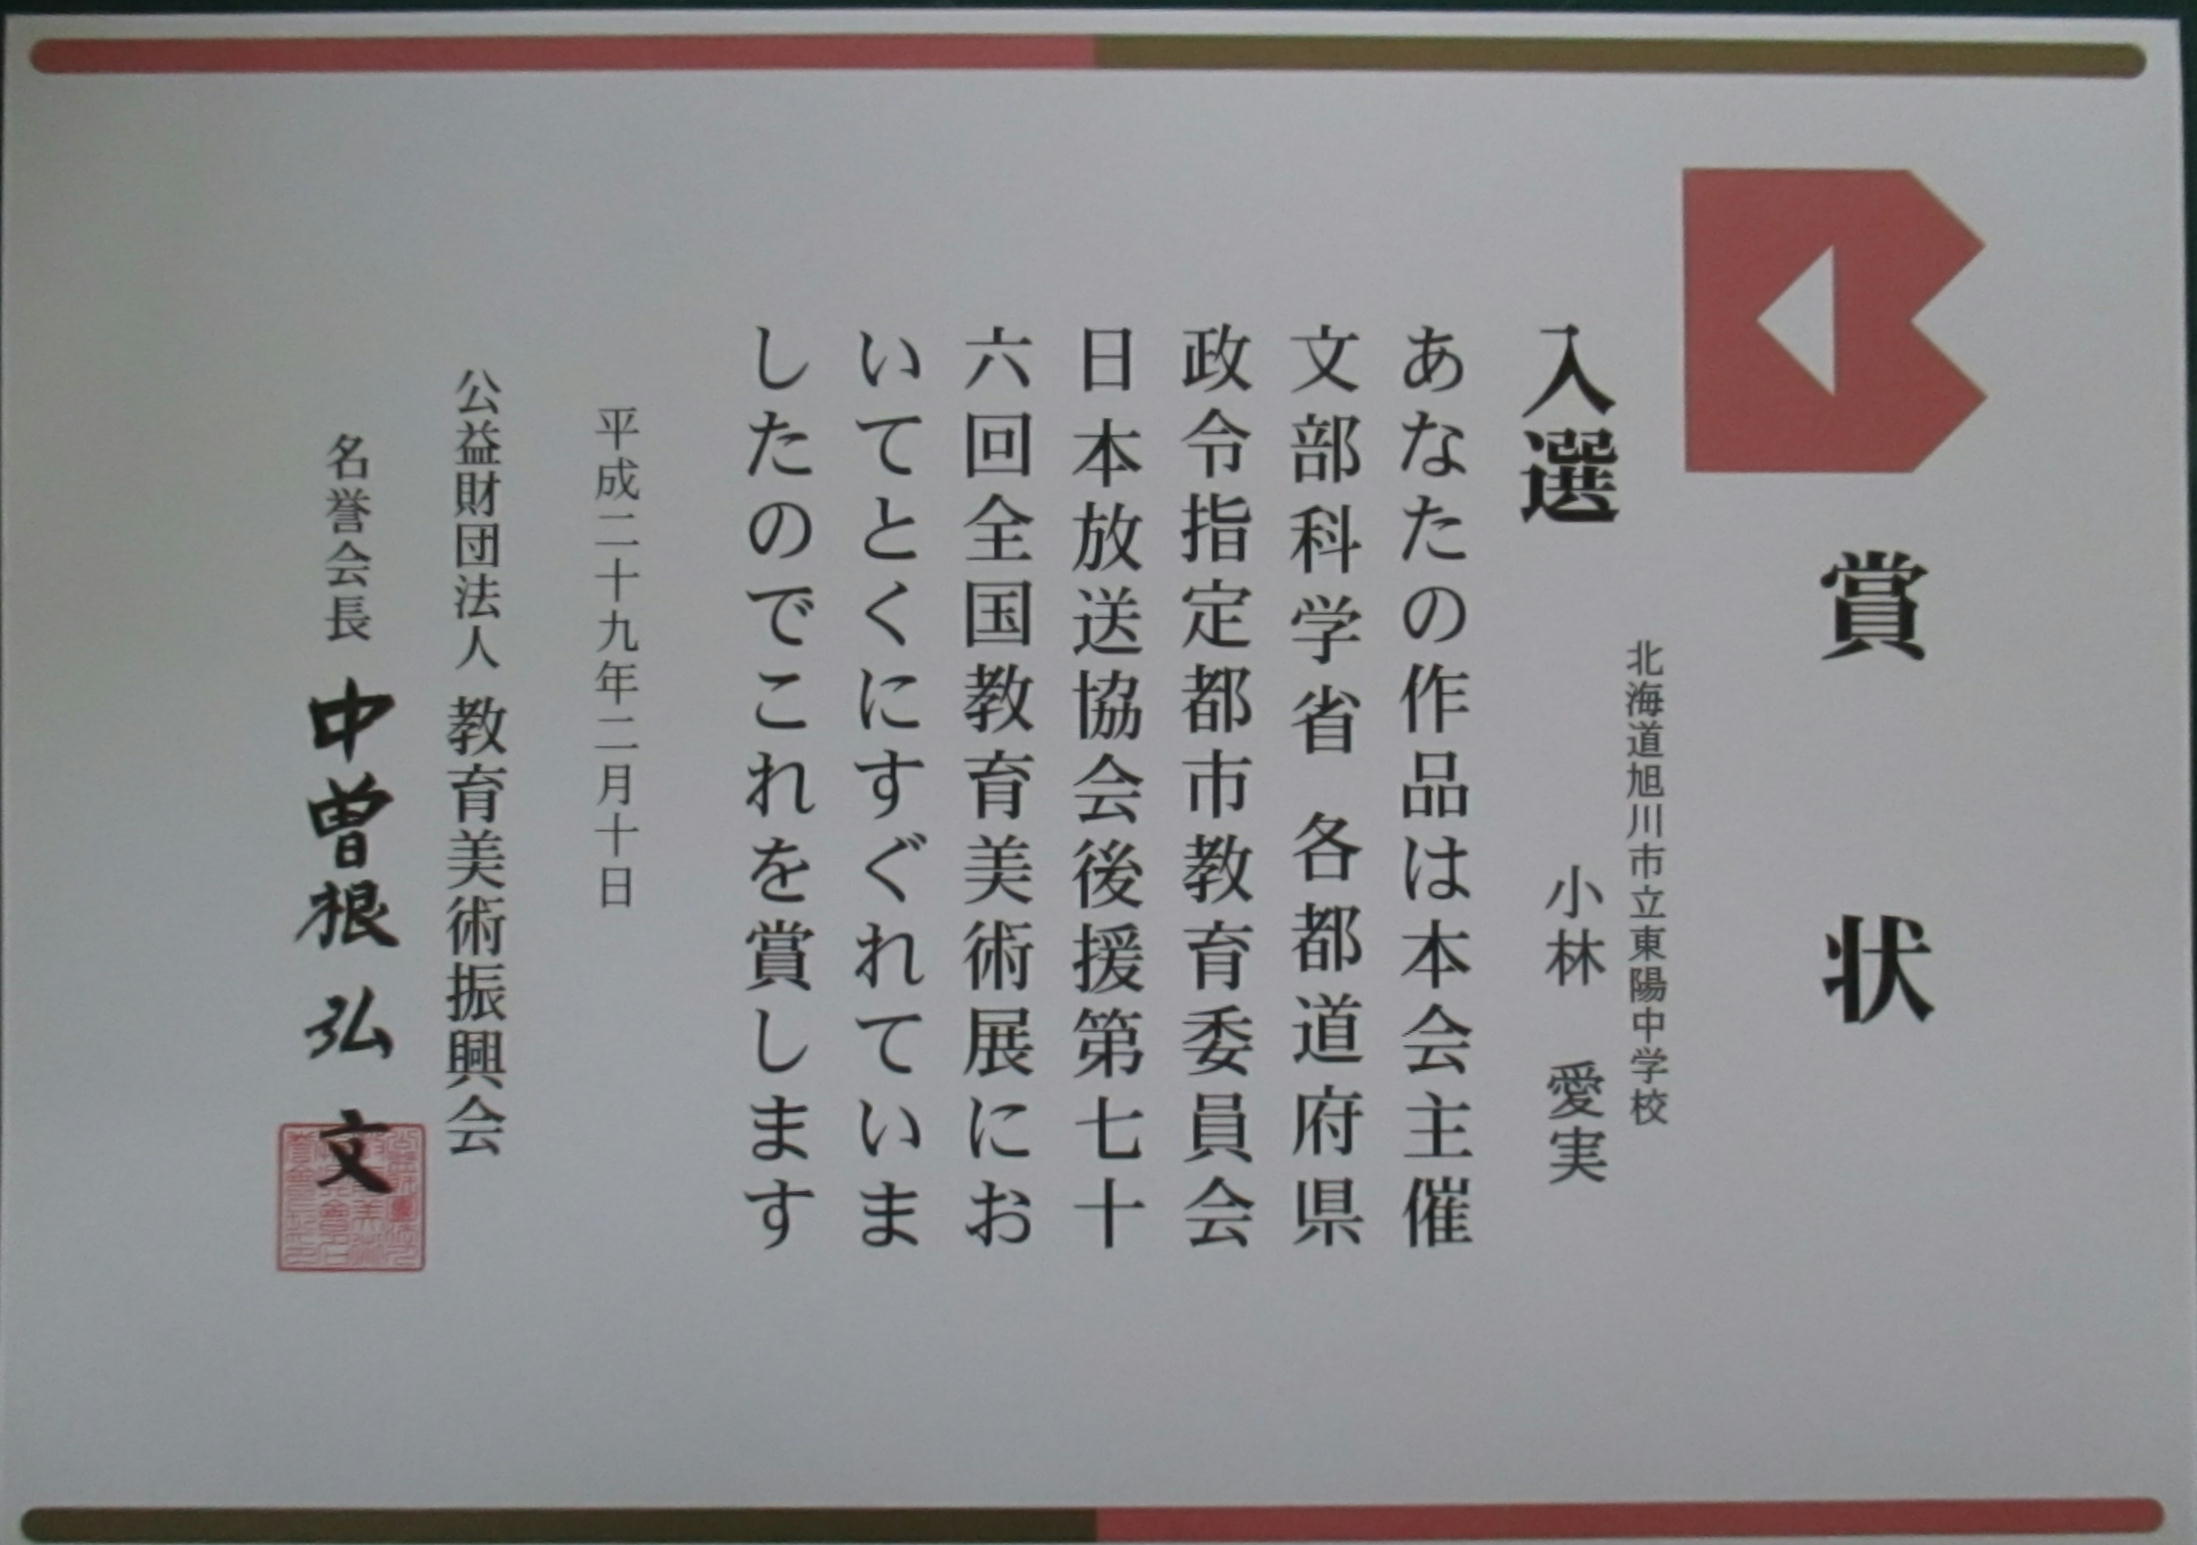 賞状
北海道旭川市立東陽中学校
入選
小林 愛実
あなたの作品は本会主催
文部科学省 各都道府県
政令指定都市教育委員会
日本放送協会後援第七十
六回全国教育美術展にお
いてとくにすぐれていま
したのでこれを賞します
平成二十九年二月十日
公益財団法人 教育美術振興会
名誉会長 中曽根弘文